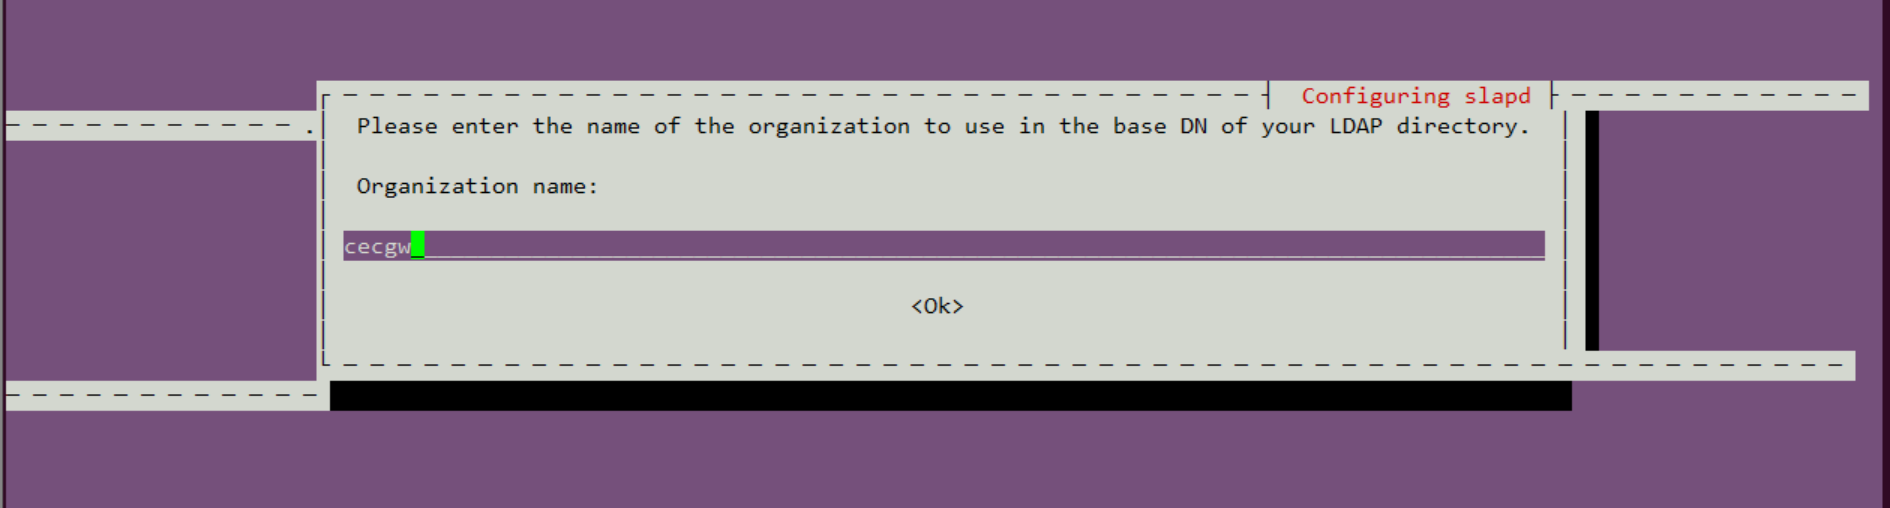 Configuring slapd
Please enter the name of the organization to use in the base DN of your LDAP directory.
Organization name:
cecgw
<Ok>